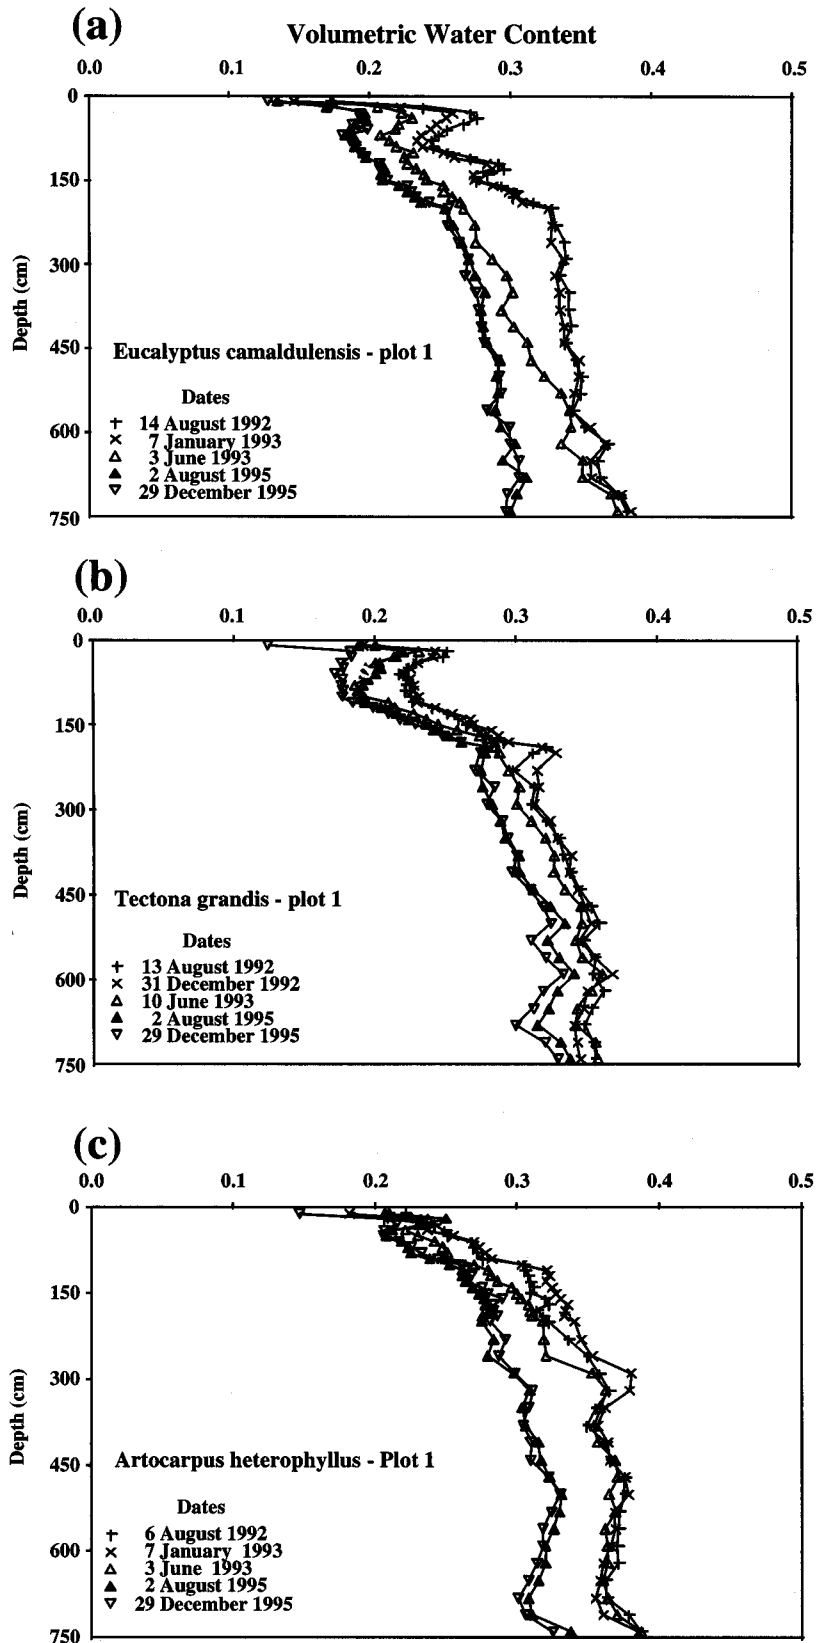 (a)
Volumetric Water Content
0.0 0.1 0.2 0.3 0.4 0.5
0
150
300
450
600
750
Depth (cm)
Eucalyptus camaldulensis - plot 1
Dates
14 August 1992
7 January 1993
3 June 1993
2 August 1995
29 December 1995
(b)
0.0 0.1 0.2 0.3 0.4 0.5
0
150
300
450
600
750
Depth (cm)
Tectona grandis - plot 1
Dates
13 August 1992
31 December 1992
10 June 1993
2 August 1995
29 December 1995
(c)
0.0 0.1 0.2 0.3 0.4 0.5
0
150
300
450
600
750
Depth (cm)
Artocarpus heterophyllus - Plot 1
Dates
6 August 1992
7 January 1993
3 June 1993
2 August 1995
29 December 1995